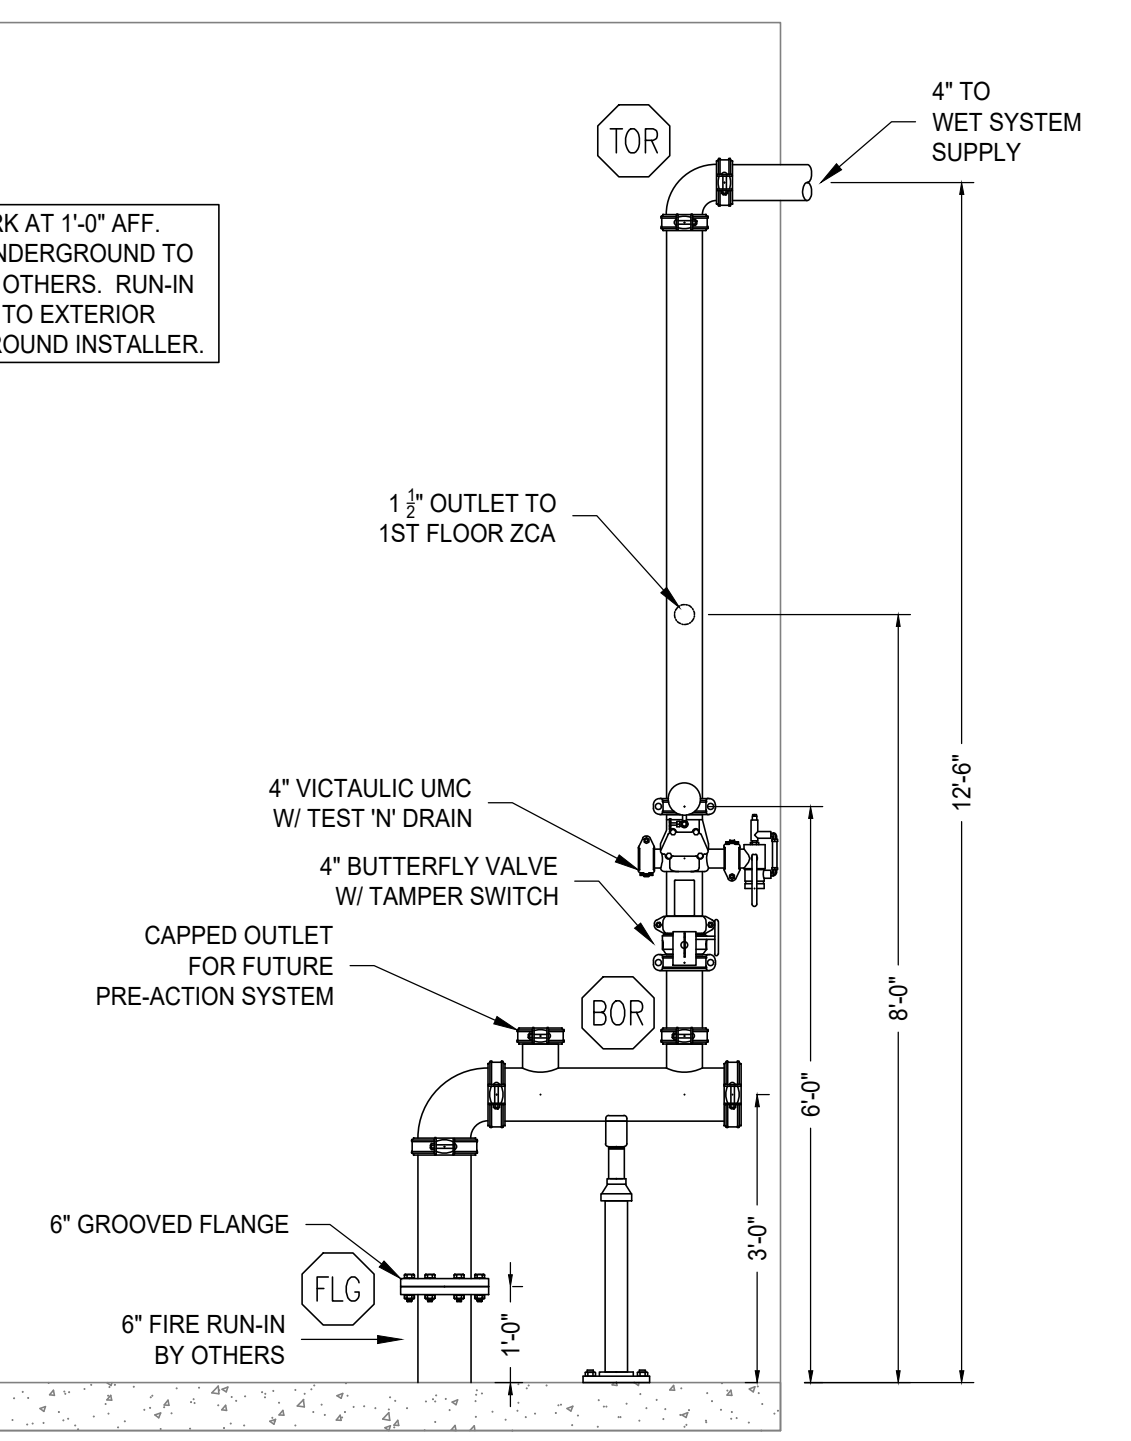 4" TO
WET SYSTEM
SUPPLY
TOR
AT 1'-0" AFF.
TO
OTHERS. RUN-IN
TO EXTERIOR
INSTALLER.
1 1/2" OUTLET TO
1ST FLOOR ZCA
12'-6"
4" VICTAULIC UMC
W/ TEST 'N' DRAIN
4" BUTTERFLY VALVE
W/ TAMPER SWITCH
CAPPED OUTLET
FOR FUTURE
PRE-ACTION SYSTEM
BOR
8'-0"
6'-0"
3'-0"
6" GROOVED FLANGE
FLG
6" FIRE RUN-IN
BY OTHERS
1'-0"